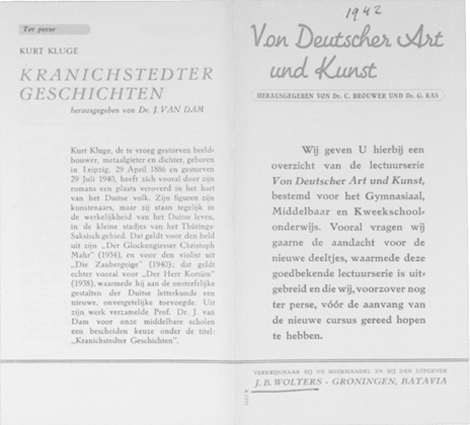 Ter perse
KURT KLUGE
KRANICHSTEDTER
GESCHICHTEN
herausgegeben von Dr. J. VAN DAM
Kurt Kluge, de te vroeg gestorven beeld-
houwer, metaalgieter en dichter, geboren
in Leipzig, 29 April 1886 en gestorven
29 Juli 1940, heeft zich vooral door zijn
romans een plaats veroverd in het hart
van het Duitse volk. Zijn figuren zijn
kunstenaars, maar zij staan tegelijk in
de werkelijkheid van het Duitse leven,
in de kleine stadjes van het Thürings-
Saksisch gebied. Dat geldt voor den held
uit zijn „Der Glockengiesser Christoph
Mahr" (1934), en voor den violist uit
„Die Zaubergeige" (1940); dat geldt
echter vooral voor „Der Herr Kortüm"
(1938), waarmede hij aan de onsterfelijke
gestalten der Duitse letterkunde een
nieuwe, onvergetelijke toevoegde. Uit
zijn werk verzamelde Prof. Dr. J. van
Dam voor onze middelbare scholen
een bescheiden keuze onder de titel:
„Kranichstedter Geschichten".
1942
Von Deutscher Art
und Kunst
HERAUSGEGEBEN VON Dr. C. BROUWER UND Dr. G. RAS
Wij geven U hierbij een
overzicht van de lectuurserie
Von Deutscher Art und Kunst,
bestemd voor het Gymnasiaal,
Middelbaar en Kweekschool-
onderwijs. Vooral vragen wij
gaarne de aandacht voor de
nieuwe deeltjes, waarmede deze
goedbekende lectuurserie is uit-
gebreid en die wij, voorzover nog
ter perse, vóór de aanvang van
de nieuwe cursus gereed hopen
te hebben.
VERKRIJGBAAR BIJ DE BOEKHANDEL EN BIJ DEN UITGEVER
J. B. WOLTERS - GRONINGEN, BATAVIA